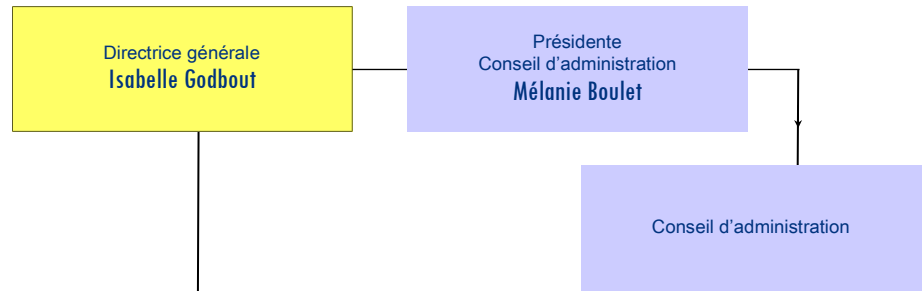 Directrice générale
Isabelle Godbout
Présidente
Conseil d'administration
Mélanie Boulet
Conseil d'administration